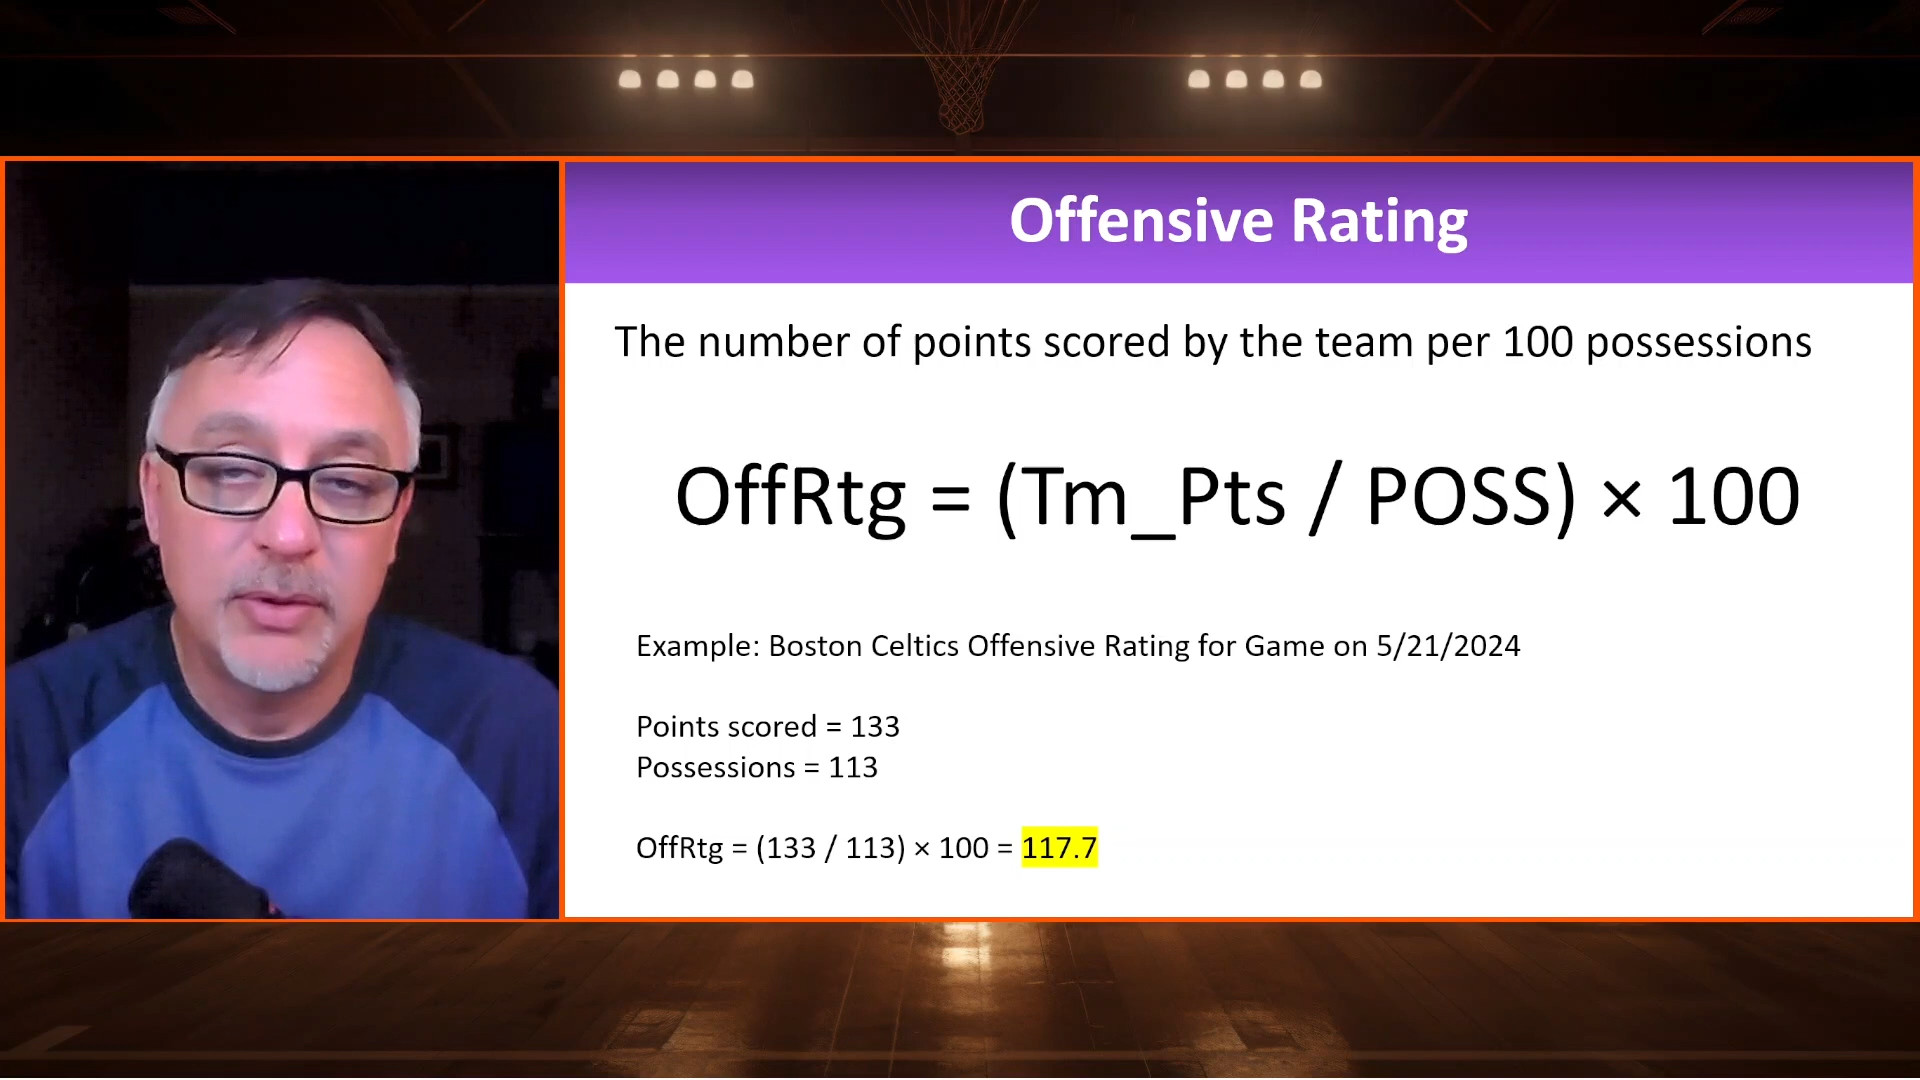 Offensive Rating
The number of points scored by the team per 100 possessions
OffRtg = (Tm_Pts / POSS) × 100
Example: Boston Celtics Offensive Rating for Game on 5/21/2024
Points scored = 133
Possessions = 113
OffRtg = (133 / 113) × 100 = 117.7